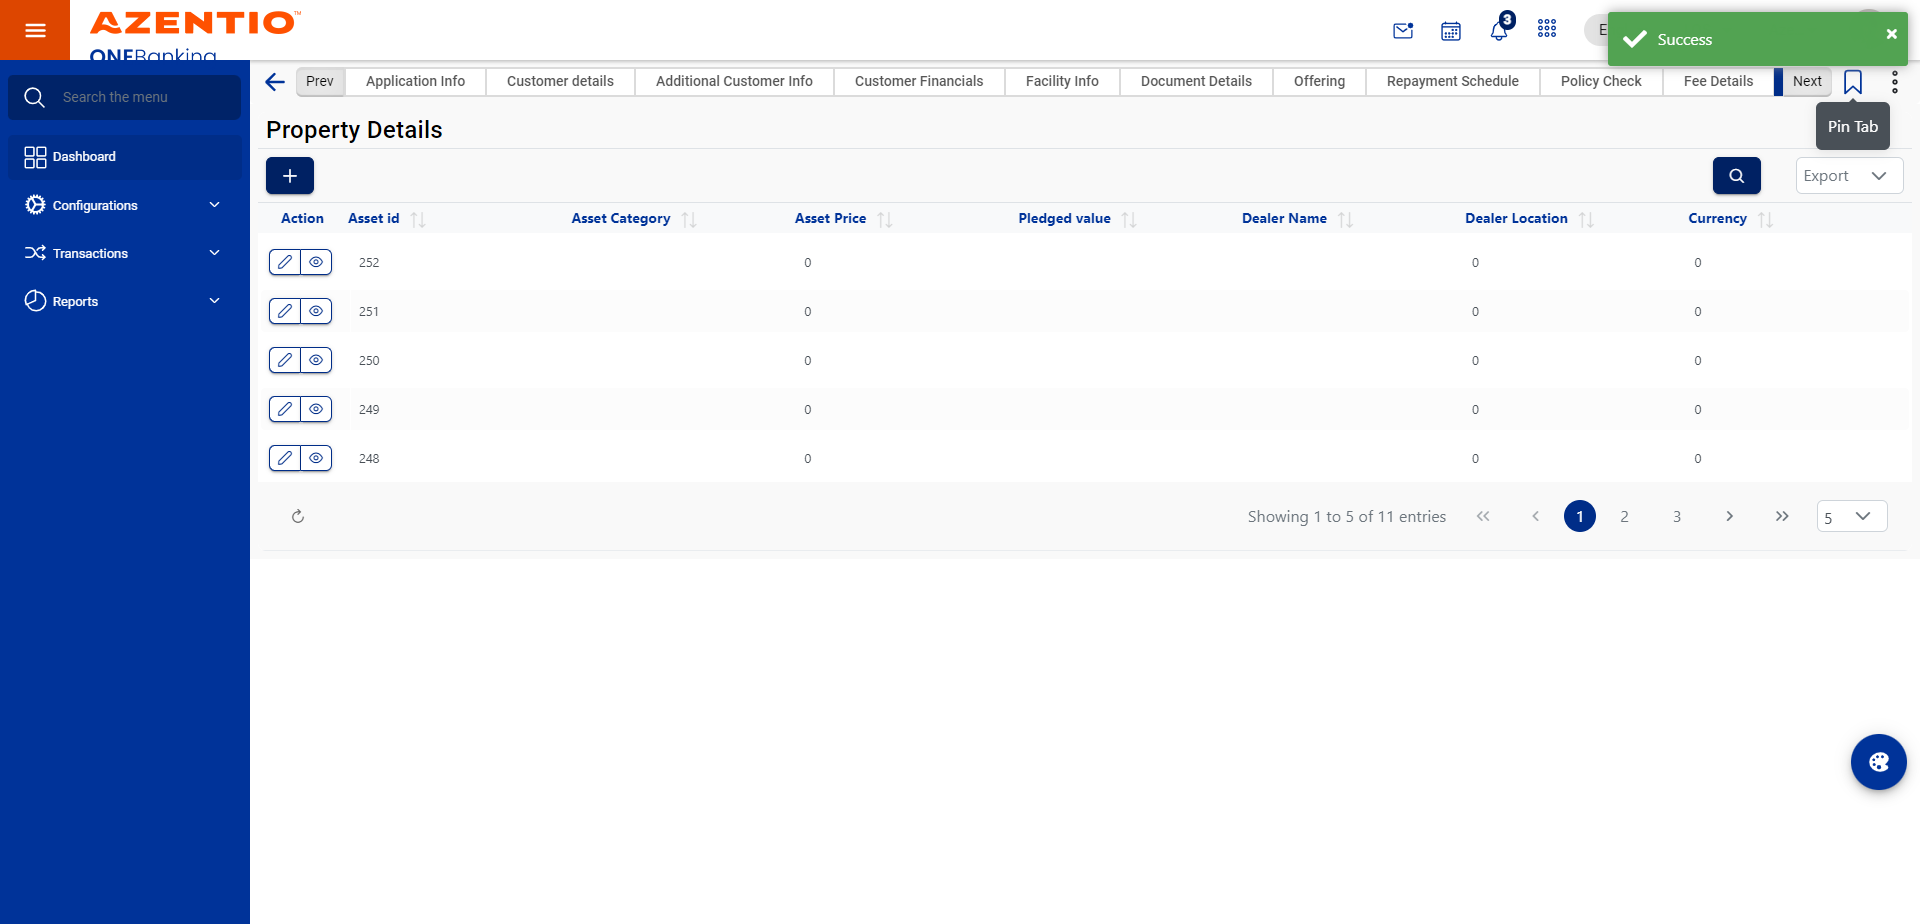 AZENTIO™
ONEBanking
3
E
Success
Search the menu
Dashboard
Configurations
Transactions
Reports
Prev
Application Info
Customer details
Additional Customer Info
Customer Financials
Facility Info
Document Details
Offering
Repayment Schedule
Policy Check
Fee Details
Next
Pin Tab
Property Details
Export
Action Asset id Asset Category Asset Price Pledged value Dealer Name Dealer Location Currency
252 0 0 0
251 0 0 0
250 0 0 0
249 0 0 0
248 0 0 0
Showing 1 to 5 of 11 entries
1 2 3
5